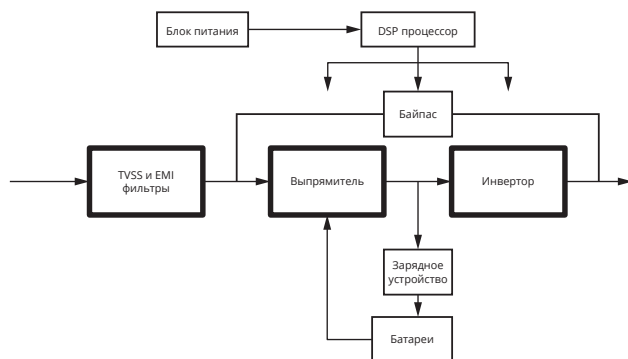 Блок питания
DSP процессор
Байпас
TVSS и EMI
фильтры
Выпрямитель
Инвертор
Зарядное
устройство
Батареи